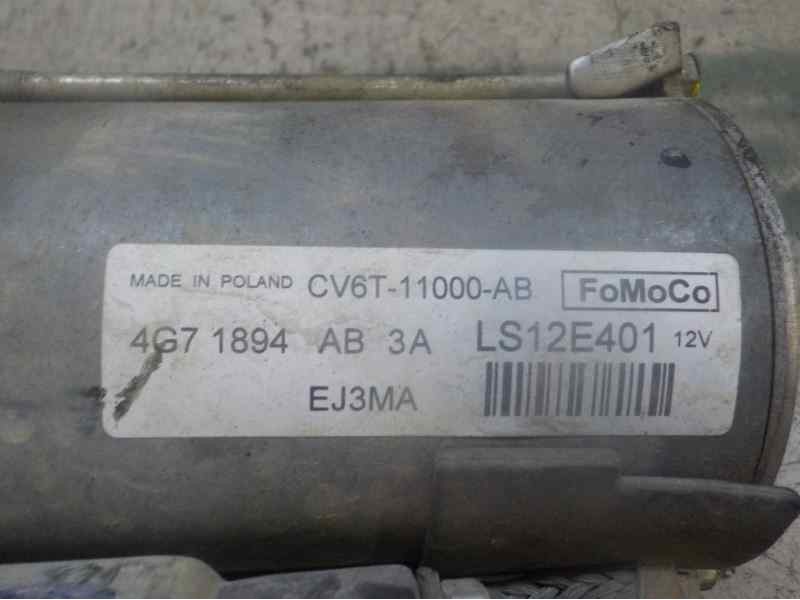 MADE IN POLAND CV6T-11000-AB FoMoCo
4G7 1894 AB 3A LS12E401 12V
EJ3MA